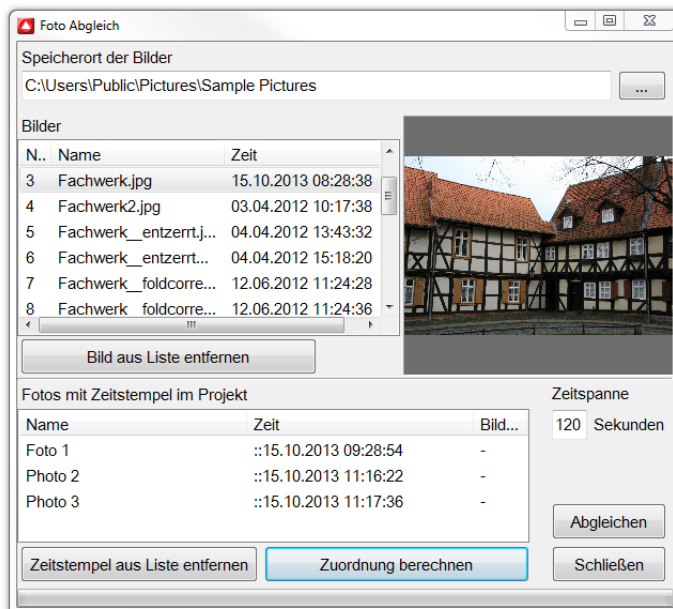 Foto Abgleich
Speicherort der Bilder
C:\Users\Public\Pictures\Sample Pictures
...
Bilder
N.. Name Zeit
3 Fachwerk.jpg 15.10.2013 08:28:38
4 Fachwerk2.jpg 03.04.2012 10:17:38
5 Fachwerk__entzerrt.j... 04.04.2012 13:43:32
6 Fachwerk__entzerrt... 04.04.2012 15:18:20
7 Fachwerk__foldcorre... 12.06.2012 11:24:28
8 Fachwerk foldcorre... 12.06.2012 11:24:36
Bild aus Liste entfernen
Fotos mit Zeitstempel im Projekt
Name Zeit Bild...
Foto 1 ::15.10.2013 09:28:54 -
Photo 2 ::15.10.2013 11:16:22 -
Photo 3 ::15.10.2013 11:17:36 -
Zeitspanne
120 Sekunden
Abgleichen
Zeitstempel aus Liste entfernen
Zuordnung berechnen
Schließen